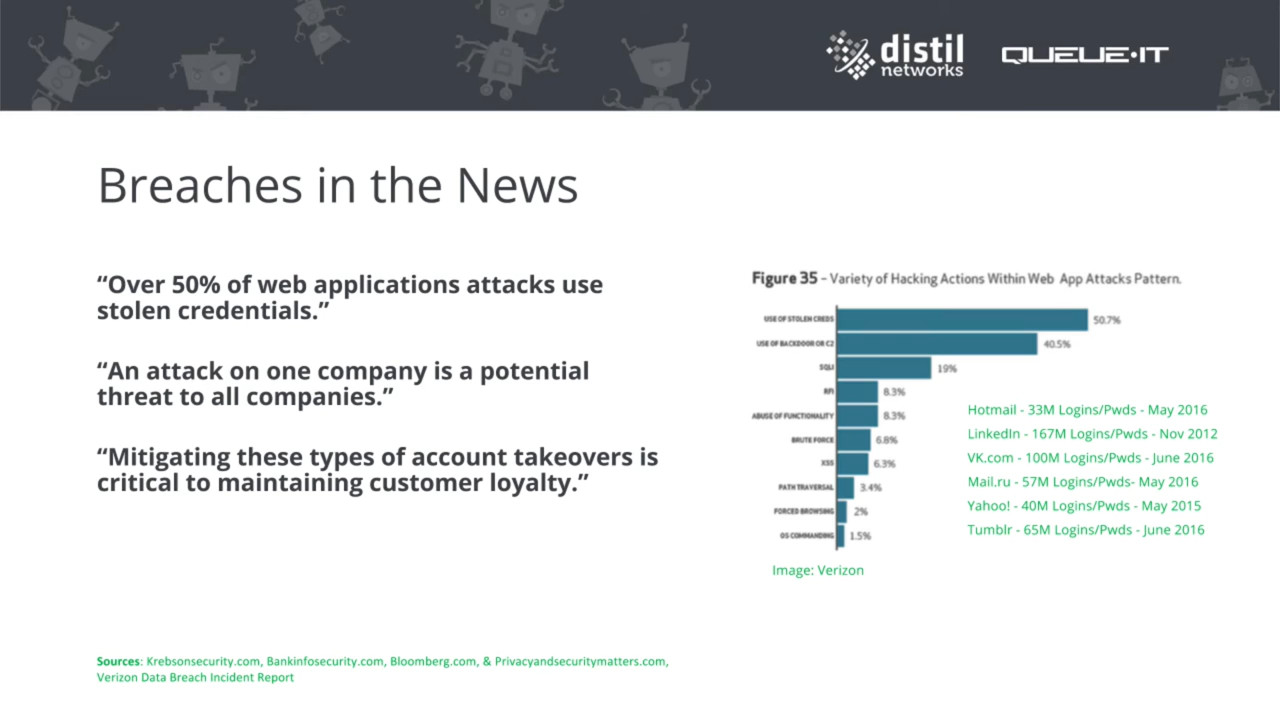 distil
networks
QUEUE·IT
Breaches in the News
“Over 50% of web applications attacks use
stolen credentials.”
“An attack on one company is a potential
threat to all companies.”
“Mitigating these types of account takeovers is
critical to maintaining customer loyalty.”
Figure 35 – Variety of Hacking Actions Within Web App Attacks Pattern.
USE OF STOLEN CREDS 50.7%
USE OF BACKDOOR OR C2 40.5%
SQLI 19%
RFI 8.3%
ABUSE OF FUNCTIONALITY 8.3%
BRUTE FORCE 6.8%
XSS 6.3%
PATH TRAVERSAL 3.4%
FORCED BROWSING 2%
OS COMMANDING 1.5%
Hotmail - 33M Logins/Pwds - May 2016
LinkedIn - 167M Logins/Pwds - Nov 2012
VK.com - 100M Logins/Pwds - June 2016
Mail.ru - 57M Logins/Pwds- May 2016
Yahoo! - 40M Logins/Pwds - May 2015
Tumblr - 65M Logins/Pwds - June 2016
Image: Verizon
Sources: Krebsonsecurity.com, Bankinfosecurity.com, Bloomberg.com, & Privacyandsecuritymatters.com,
Verizon Data Breach Incident Report